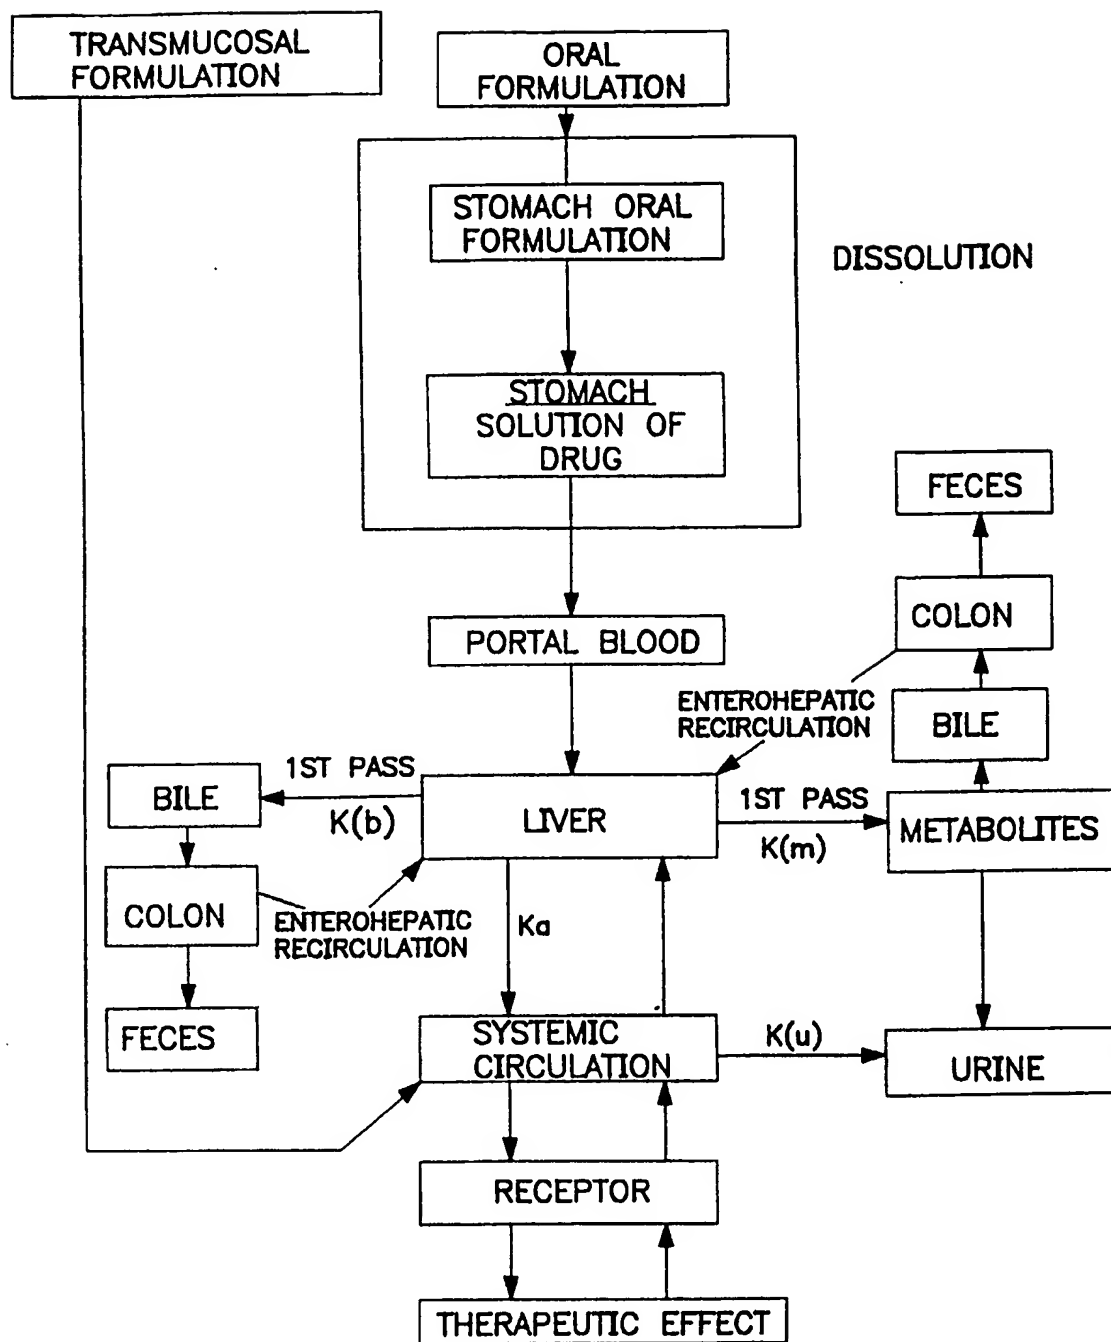 TRANSMUCOSAL
FORMULATION
ORAL
FORMULATION
STOMACH ORAL
FORMULATION
DISSOLUTION
STOMACH
SOLUTION OF
DRUG
FECES
COLON
PORTAL BLOOD
ENTEROHEPATIC
RECIRCULATION
BILE
1ST PASS
BILE
K(b)
LIVER
1ST PASS
K(m)
METABOLITES
COLON
ENTEROHEPATIC
RECIRCULATION
Ka
FECES
SYSTEMIC
CIRCULATION
K(u)
URINE
RECEPTOR
THERAPEUTIC EFFECT